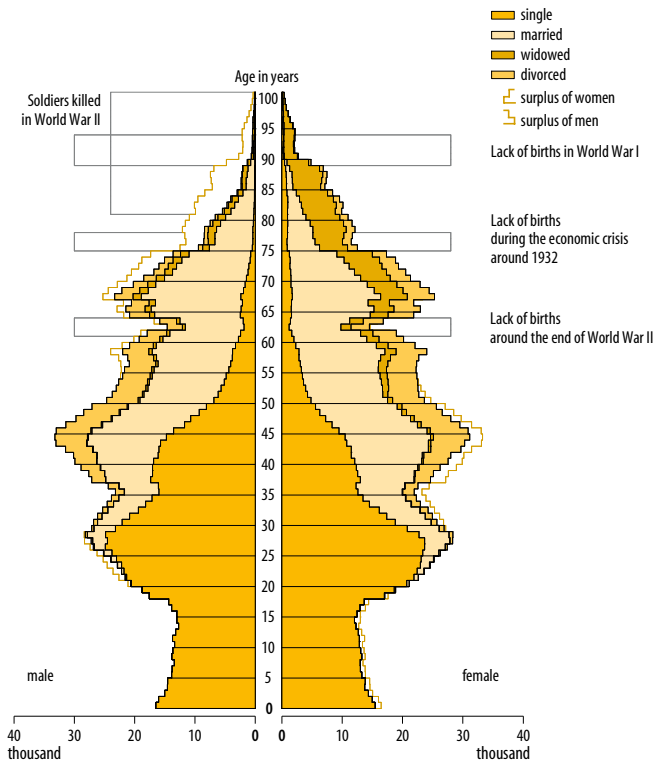 single
married
widowed
divorced
surplus of women
surplus of men
Age in years
Soldiers killed
in World War II
100
95
90
85
80
75
70
65
60
55
50
45
40
35
30
25
20
15
10
5
0
Lack of births in World War I
Lack of births
during the economic crisis
around 1932
Lack of births
around the end of World War II
male
female
40 30 20 10 0 0 10 20 30 40
thousand thousand